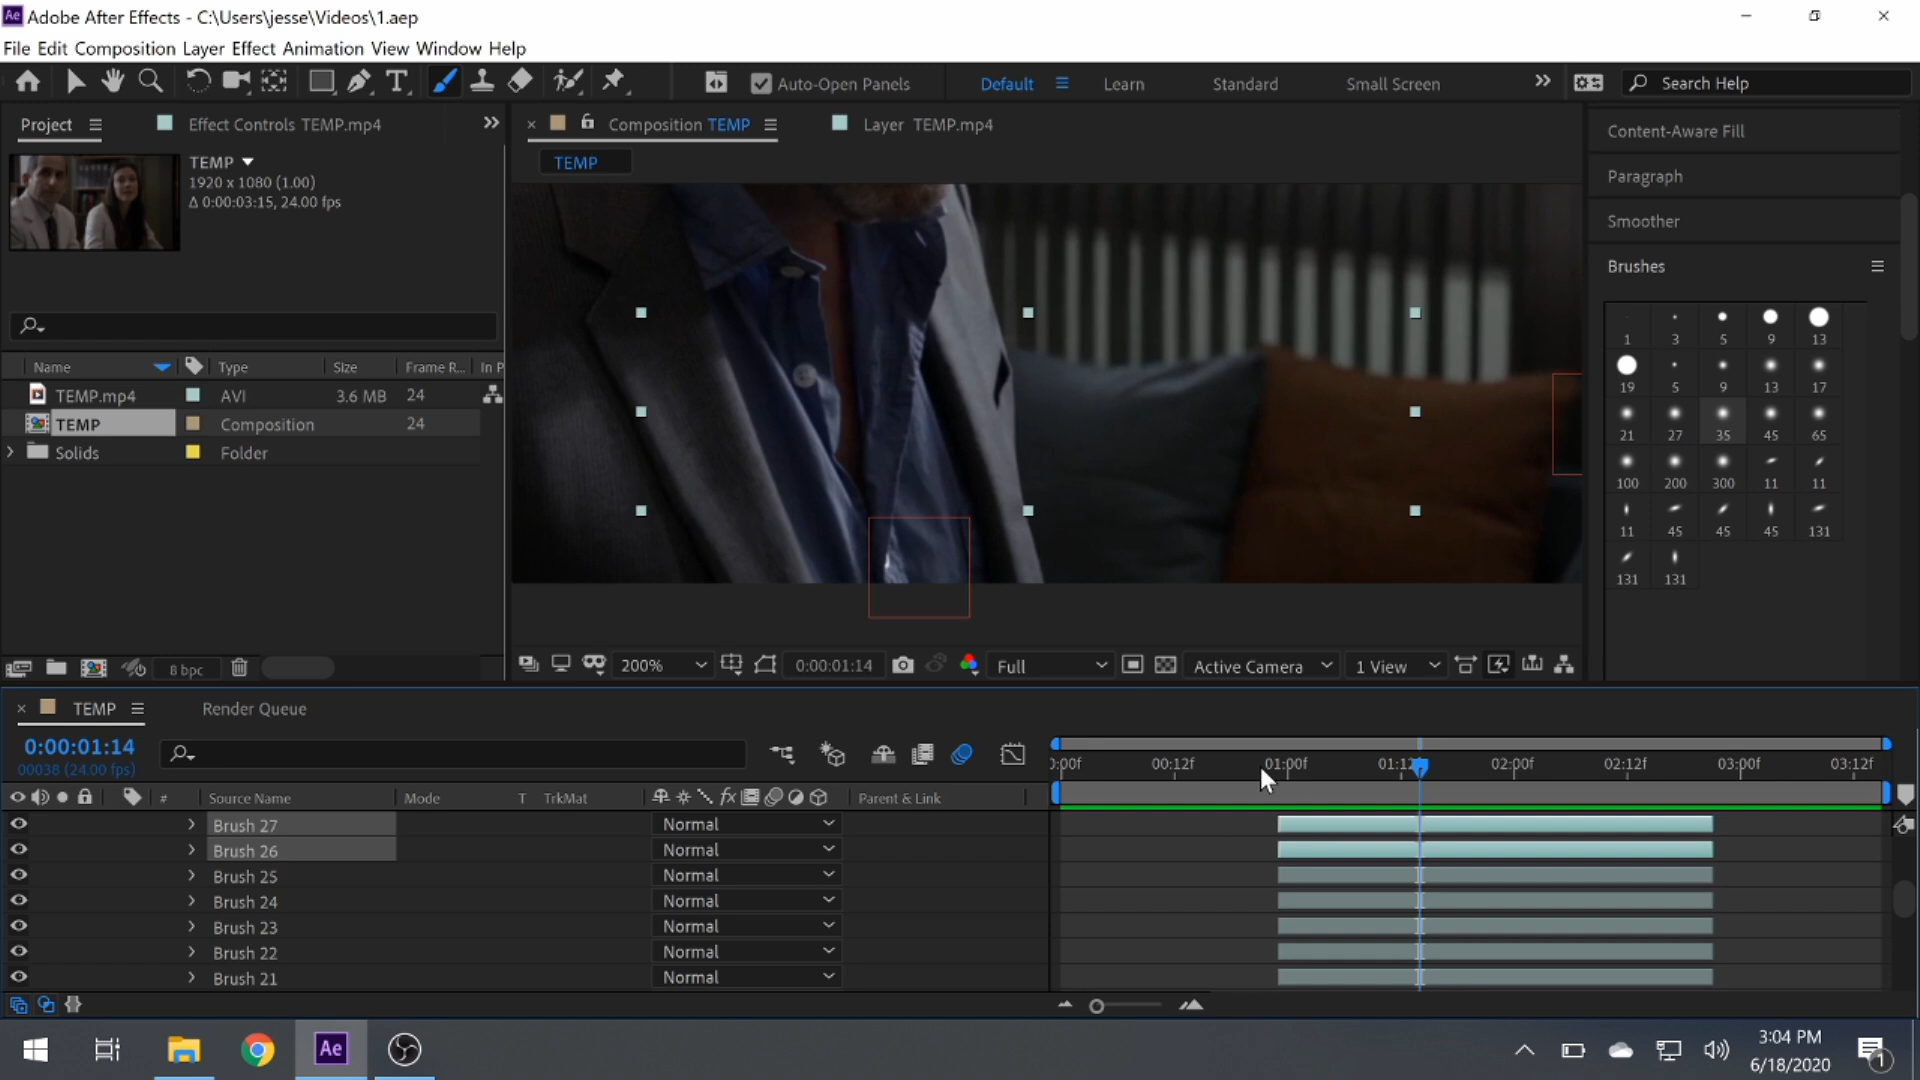 Ae Adobe After Effects - C:\Users\jesse\Videos\1.aep
File Edit Composition Layer Effect Animation View Window Help
T Auto-Open Panels Default Learn Standard Small Screen Search Help
Project Effect Controls TEMP.mp4 Composition TEMP Layer TEMP.mp4
TEMP
TEMP
1920 x 1080 (1.00)
Δ 0:00:03:15, 24.00 fps
Name Type Size Frame R... In P
TEMP.mp4 AVI 3.6 MB 24
TEMP Composition 24
Solids Folder
8 bpc
200% 0:00:01:14 Full Active Camera 1 View
Content-Aware Fill
Paragraph
Smoother
Brushes
1 3 5 9 13
19 5 9 13 17
21 27 35 45 65
100 200 300 11 11
11 45 45 45 131
131 131
TEMP Render Queue
0:00:01:14
00038 (24.00 fps)
):00f 00:12f 01:00f 01:12 02:00f 02:12f 03:00f 03:12f
# Source Name Mode T TrkMat fx Parent & Link
Brush 27 Normal
Brush 26 Normal
Brush 25 Normal
Brush 24 Normal
Brush 23 Normal
Brush 22 Normal
Brush 21 Normal
Ae
3:04 PM
6/18/2020
1